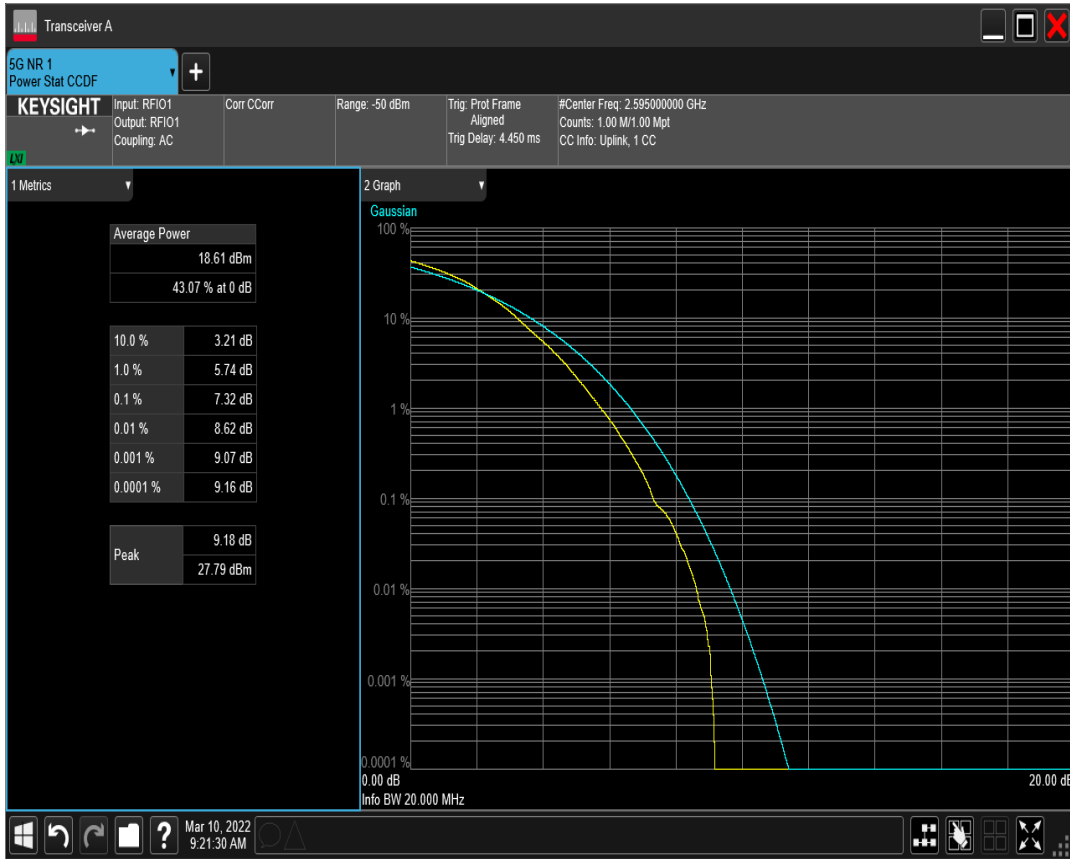 Transceiver A
5G NR 1
Power Stat CCDF
+
KEYSIGHT
LXI
Input: RFIO1
Output: RFIO1
Coupling: AC
Corr CCorr
Range: -50 dBm
Trig: Prot Frame
Aligned
Trig Delay: 4.450 ms
#Center Freq: 2.595000000 GHz
Counts: 1.00 M/1.00 Mpt
CC Info: Uplink, 1 CC
1 Metrics
Average Power
18.61 dBm
43.07 % at 0 dB
10.0 % 3.21 dB
1.0 % 5.74 dB
0.1 % 7.32 dB
0.01 % 8.62 dB
0.001 % 9.07 dB
0.0001 % 9.16 dB
Peak
9.18 dB
27.79 dBm
2 Graph
Gaussian
100 %
10 %
1 %
0.1 %
0.01 %
0.001 %
0.0001 %
0.00 dB
20.00 dB
Info BW 20.000 MHz
?
Mar 10, 2022
9:21:30 AM